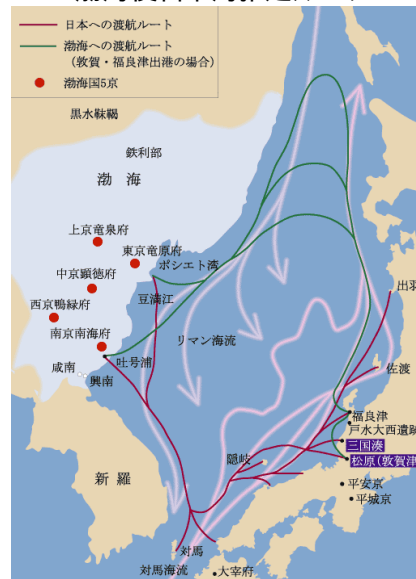 日本への渡航ルート
渤海への渡航ルート
(敦賀・福良津出港の場合)
渤海国5京
黒水靺鞨
鉄利部
渤海
上京竜泉府
東京竜原府
ポシエト湾
中京顕徳府
豆満江
西京鴨緑府
南京南海府
吐号浦
リマン海流
咸南
興南
出羽
佐渡
福良津
戸水大西遺跡
三国湊
松原(敦賀津
隠岐
新羅
平安京
平城京
対馬
対馬海流
大宰府